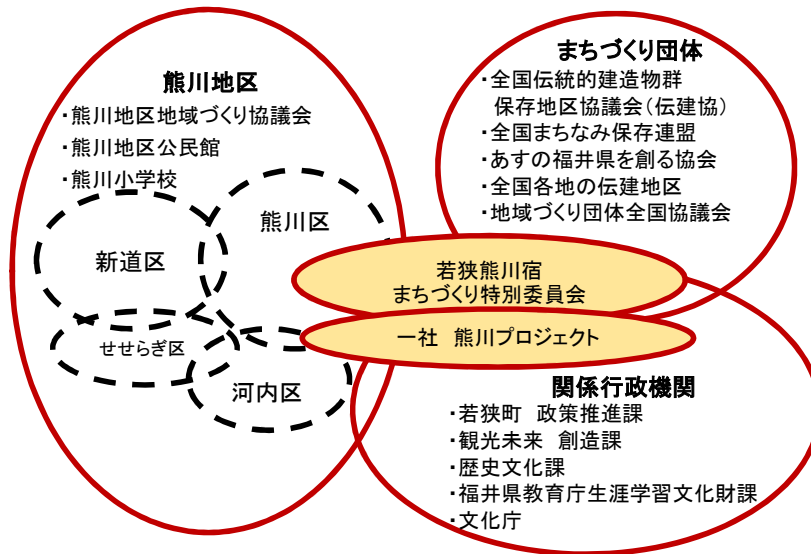 熊川地区
・熊川地区地域づくり協議会
・熊川地区公民館
・熊川小学校
熊川区
新道区
せせらぎ区
河内区
まちづくり団体
・全国伝統的建造物群
保存地区協議会(伝建協)
・全国まちなみ保存連盟
・あすの福井県を創る協会
・全国各地の伝建地区
・地域づくり団体全国協議会
若狭熊川宿
まちづくり特別委員会
一社 熊川プロジェクト
関係行政機関
・若狭町 政策推進課
・観光未来 創造課
・歴史文化課
・福井県教育庁生涯学習文化財課
・文化庁